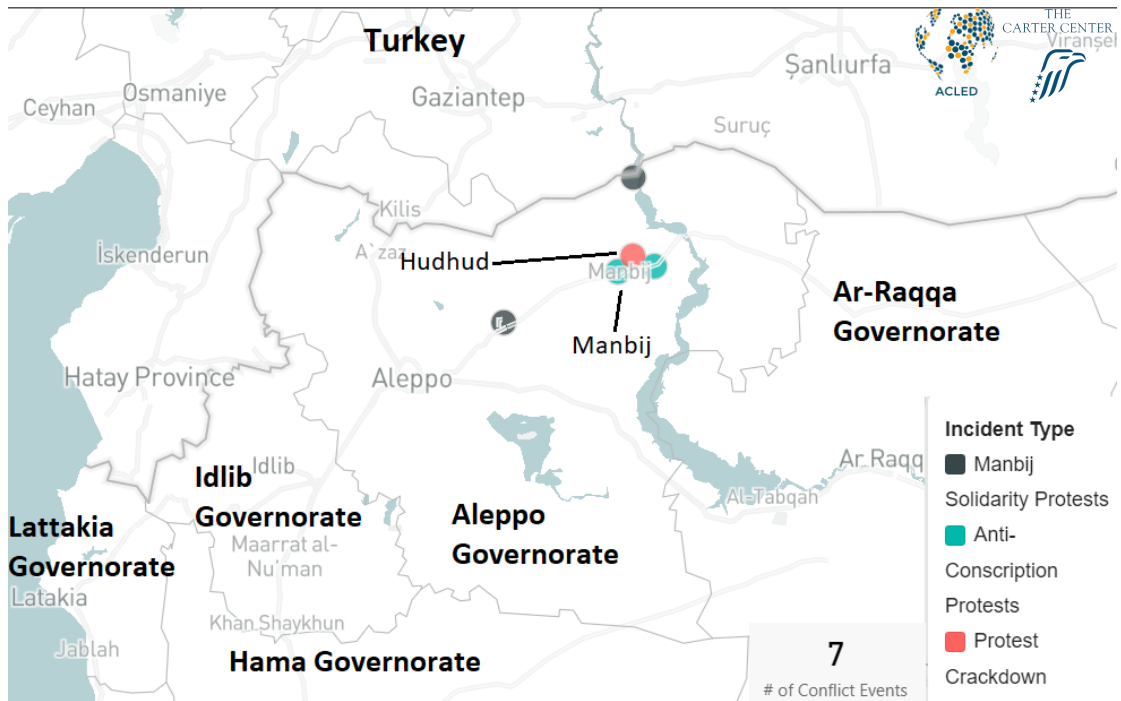 Turkey
THE
CARTER CENTER
ACLED
Şanlıurfa
Osmaniye
Ceyhan
Gaziantep
Suruç
Kilis
A`zaz
İskenderun
Hudhud
Manbij
Manbij
Ar-Raqqa
Governorate
Hatay Province
Aleppo
Idlib
Idlib
Governorate
Ar Raqq
Al-Tabqah
Aleppo
Governorate
Lattakia
Governorate
Maarrat al-
Nu'man
Latakia
Khan Shaykhun
Jablah
Hama Governorate
Incident Type
Manbij
Solidarity Protests
Anti-
Conscription
Protests
Protest
Crackdown
7
# of Conflict Events